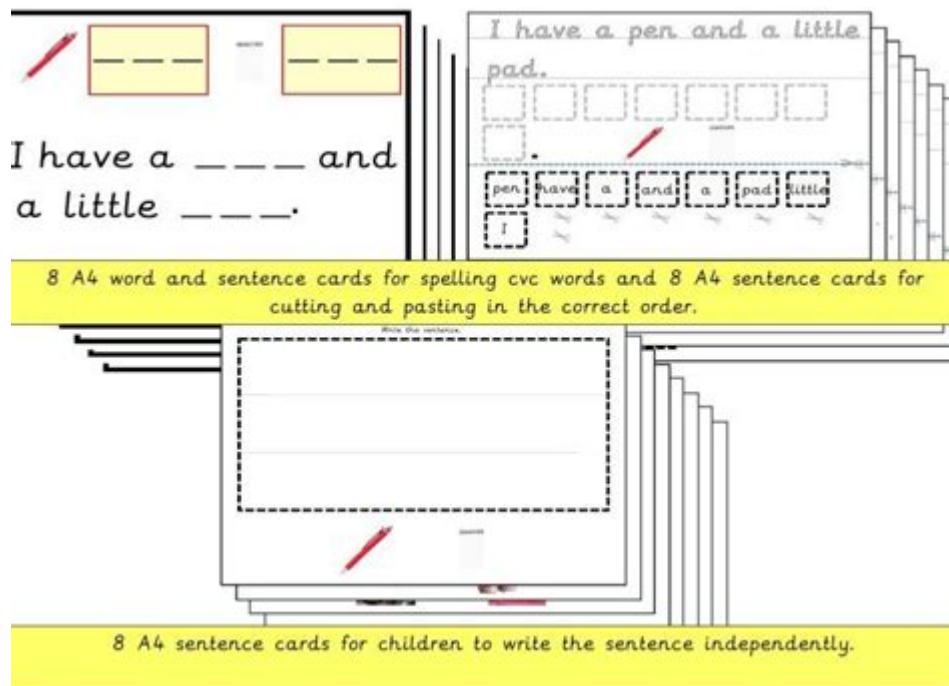 I have a ___ and
a little ___.
I have a pen and a little
pad.
pen have a and a pad little
I
8 A4 word and sentence cards for spelling cvc words and 8 A4 sentence cards for
cutting and pasting in the correct order.
Write the sentence.
8 A4 sentence cards for children to write the sentence independently.